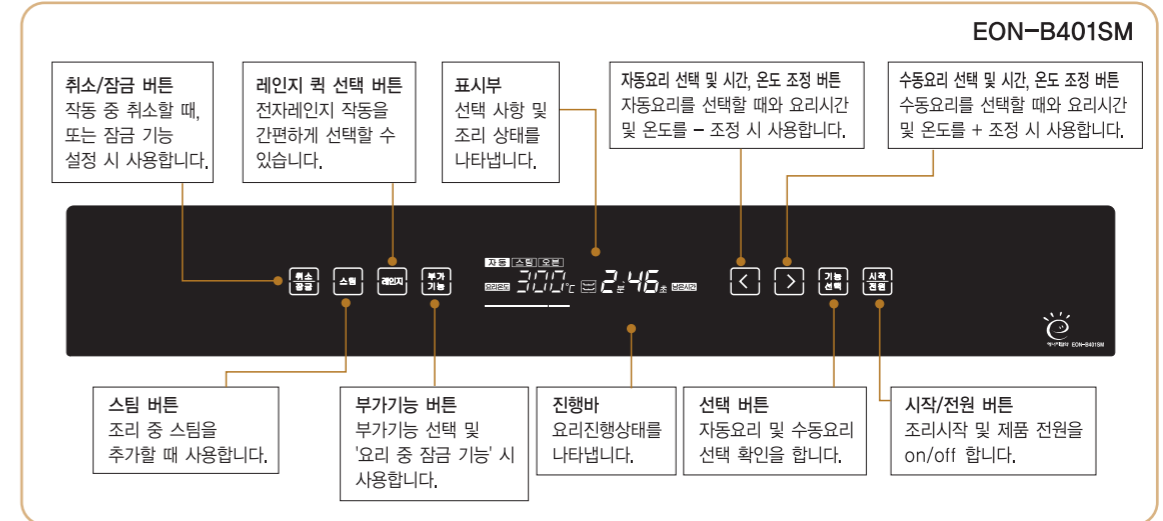 EON-B401SM
취소/잠금 버튼
작동 중 취소할 때,
또는 잠금 기능
설정 시 사용합니다.
레인지 퀵 선택 버튼
전자레인지 작동을
간편하게 선택할 수
있습니다.
표시부
선택 사항 및
조리 상태를
나타냅니다.
자동요리 선택 및 시간, 온도 조정 버튼
자동요리를 선택할 때와 요리시간
및 온도를 - 조정 시 사용합니다.
수동요리 선택 및 시간, 온도 조정 버튼
수동요리를 선택할 때와 요리시간
및 온도를 + 조정 시 사용합니다.
취소
잠금
스팀
레인지
부가
기능
자동 스팀 오븐
요리온도 300℃ 2분 46초 남은시간
< >
기능
선택
시작
전원
EON-B401SM
스팀 버튼
조리 중 스팀을
추가할 때 사용합니다.
부가기능 버튼
부가기능 선택 및
'요리 중 잠금 기능' 시
사용합니다.
진행바
요리진행상태를
나타냅니다.
선택 버튼
자동요리 및 수동요리
선택 확인을 합니다.
시작/전원 버튼
조리시작 및 제품 전원을
on/off 합니다.